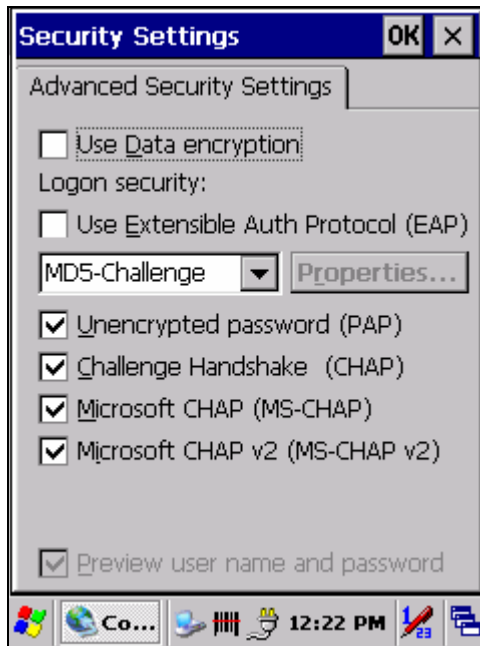 Security Settings OK ×
Advanced Security Settings
Use Data encryption
Logon security:
Use Extensible Auth Protocol (EAP)
MD5-Challenge Properties...
Unencrypted password (PAP)
Challenge Handshake (CHAP)
Microsoft CHAP (MS-CHAP)
Microsoft CHAP v2 (MS-CHAP v2)
Preview user name and password
Co... 12:22 PM 1/23